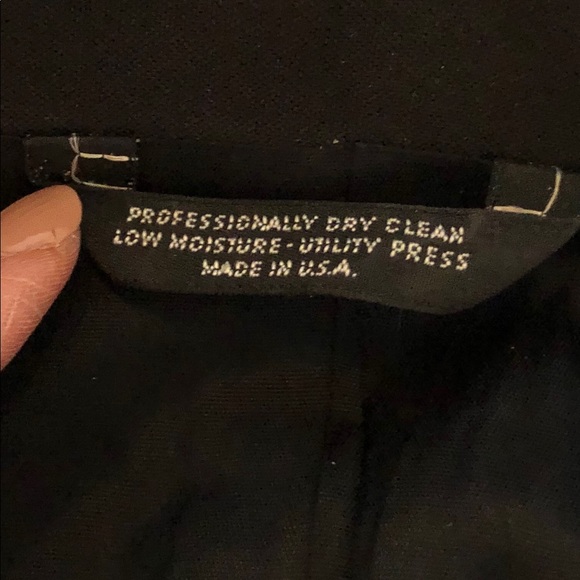 PROFESSIONALLY DRY CLEAN
LOW MOISTURE - UTILITY PRESS
MADE IN U.S.A.